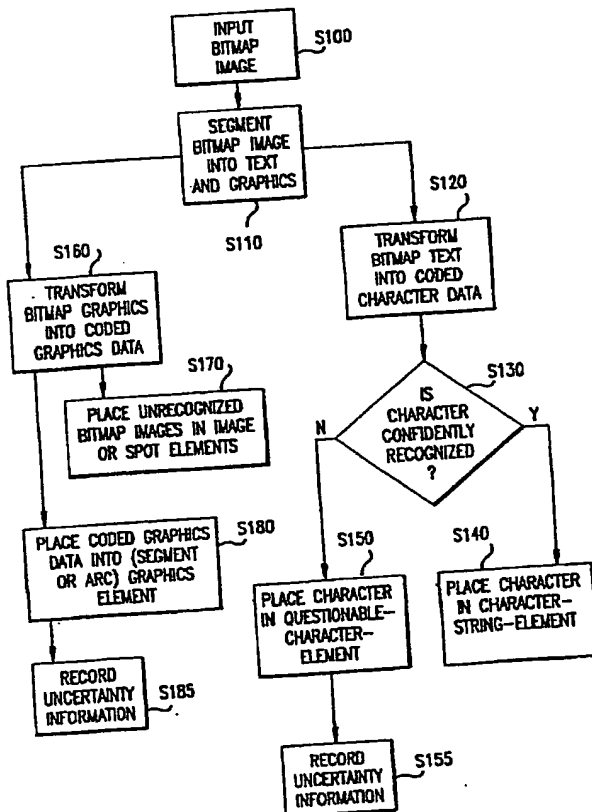 INPUT
BITMAP
IMAGE
S100
SEGMENT
BITMAP IMAGE
INTO TEXT
AND GRAPHICS
S110
S120
TRANSFORM
BITMAP TEXT
INTO CODED
CHARACTER DATA
S160
TRANSFORM
BITMAP GRAPHICS
INTO CODED
GRAPHICS DATA
S170
PLACE UNRECOGNIZED
BITMAP IMAGES IN IMAGE
OR SPOT ELEMENTS
S130
IS
CHARACTER
CONFIDENTLY
RECOGNIZED
?
N
Y
S180
PLACE CODED GRAPHICS
DATA INTO (SEGMENT
OR ARC) GRAPHICS
ELEMENT
S150
PLACE CHARACTER
IN QUESTIONABLE-
CHARACTER-
ELEMENT
S140
PLACE CHARACTER
IN CHARACTER-
STRING-ELEMENT
S185
RECORD
UNCERTAINTY
INFORMATION
S155
RECORD
UNCERTAINTY
INFORMATION